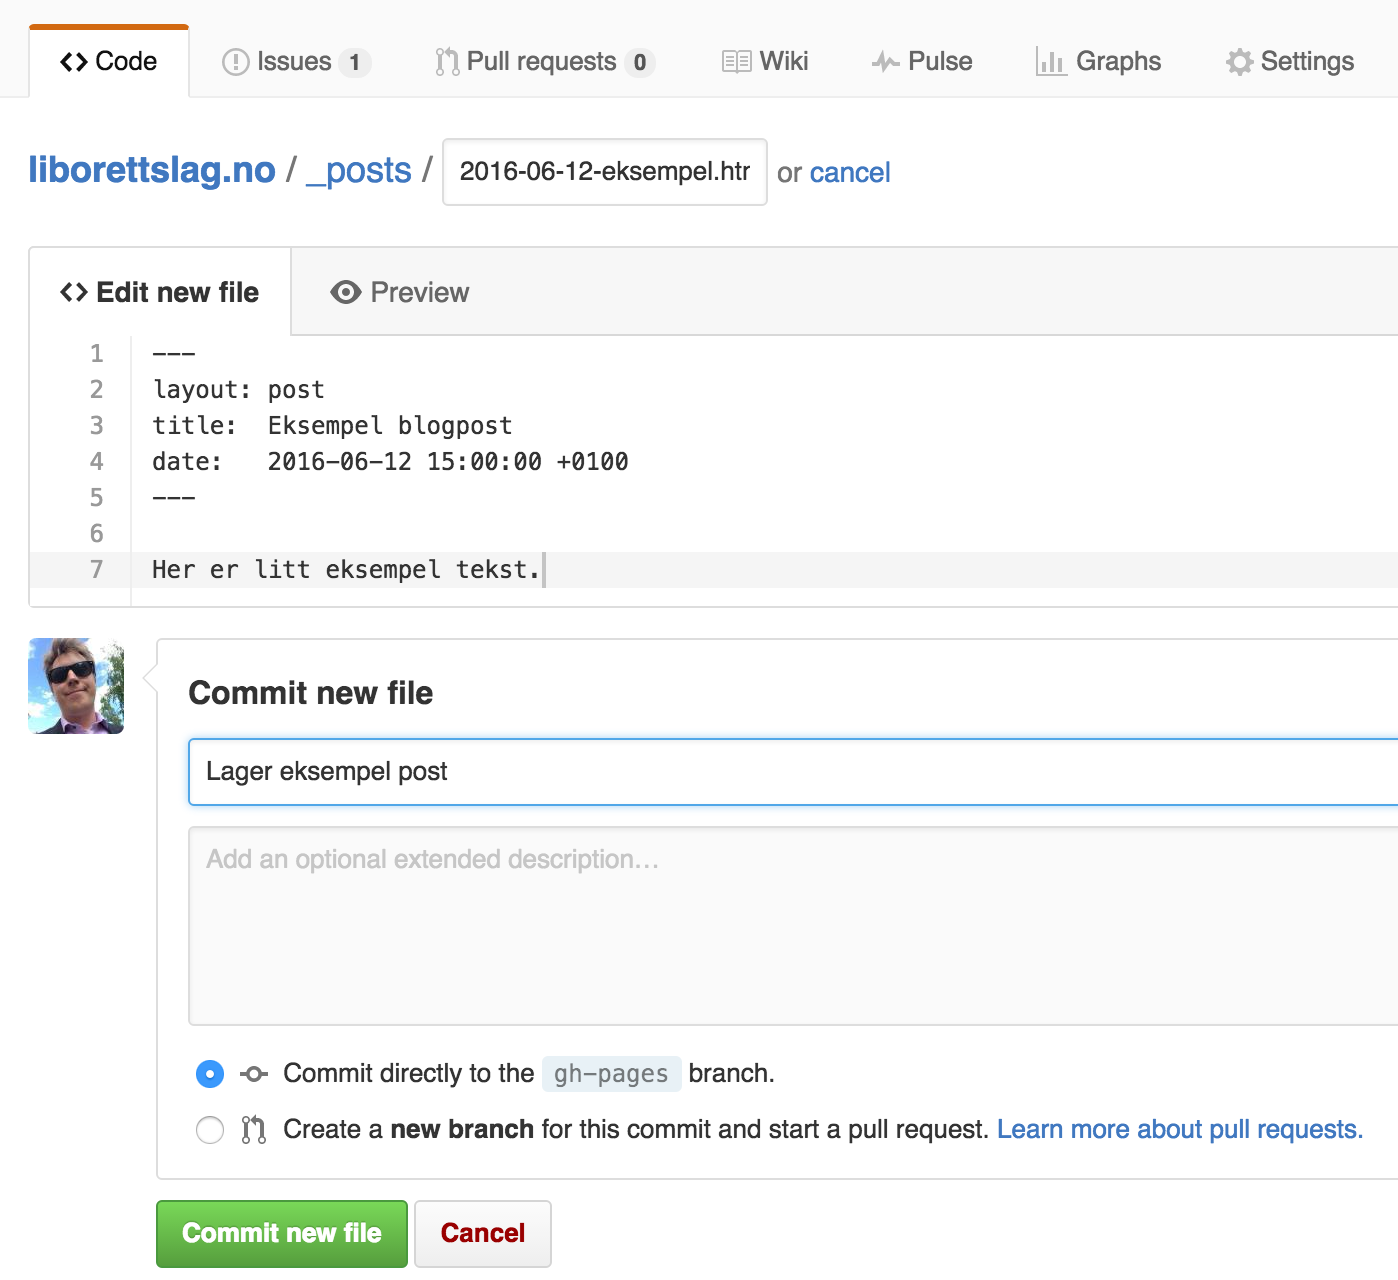 Code Issues 1 Pull requests 0 Wiki Pulse Graphs Settings
liborettslag.no / _posts / 2016-06-12-eksempel.htr or cancel
Edit new file Preview
1 ---
2 layout: post
3 title:  Eksempel blogpost
4 date:   2016-06-12 15:00:00 +0100
5 ---
6
7 Her er litt eksempel tekst.
Commit new file
Lager eksempel post
Add an optional extended description…
Commit directly to the gh-pages branch.
Create a new branch for this commit and start a pull request. Learn more about pull requests.
Commit new file Cancel